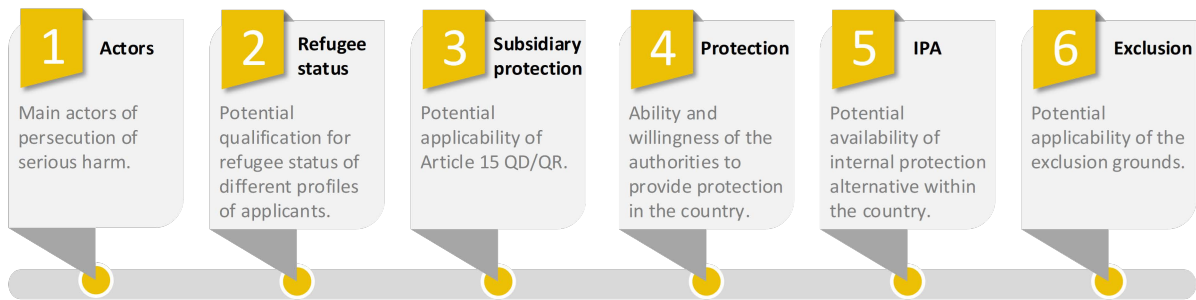 1
Actors
Main actors of
persecution of
serious harm.
2
Refugee
status
Potential
qualification for
refugee status of
different profiles
of applicants.
3
Subsidiary
protection
Potential
applicability of
Article 15 QD/QR.
4
Protection
Ability and
willingness of the
authorities to
provide protection
in the country.
5
IPA
Potential
availability of
internal protection
alternative within
the country.
6
Exclusion
Potential
applicability of the
exclusion grounds.